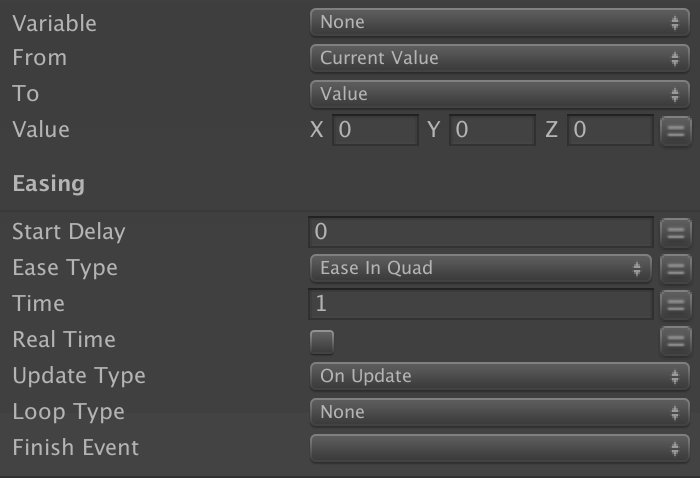 Variable None
From Current Value
To Value
Value X 0 Y 0 Z 0
Easing
Start Delay 0
Ease Type Ease In Quad
Time 1
Real Time
Update Type On Update
Loop Type None
Finish Event